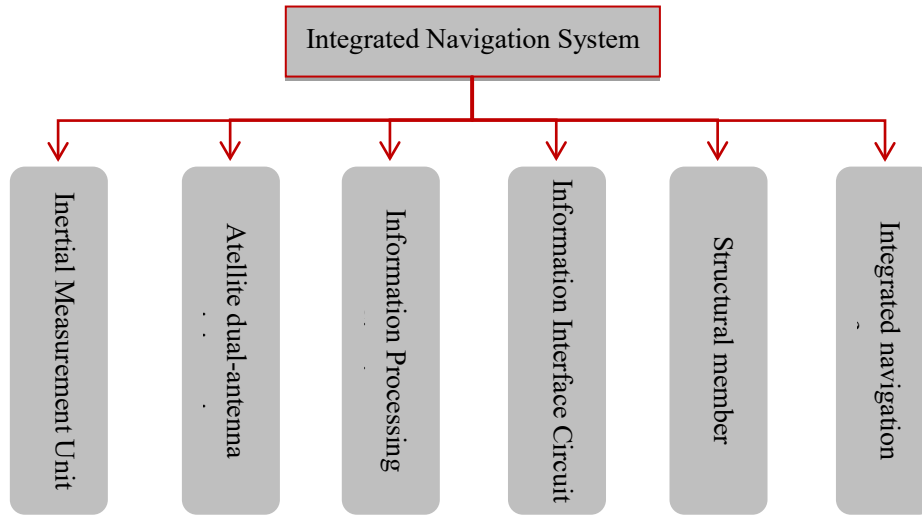 Integrated Navigation System
Inertial Measurement Unit
Atellite dual-antenna
Information Processing
Information Interface Circuit
Structural member
Integrated navigation